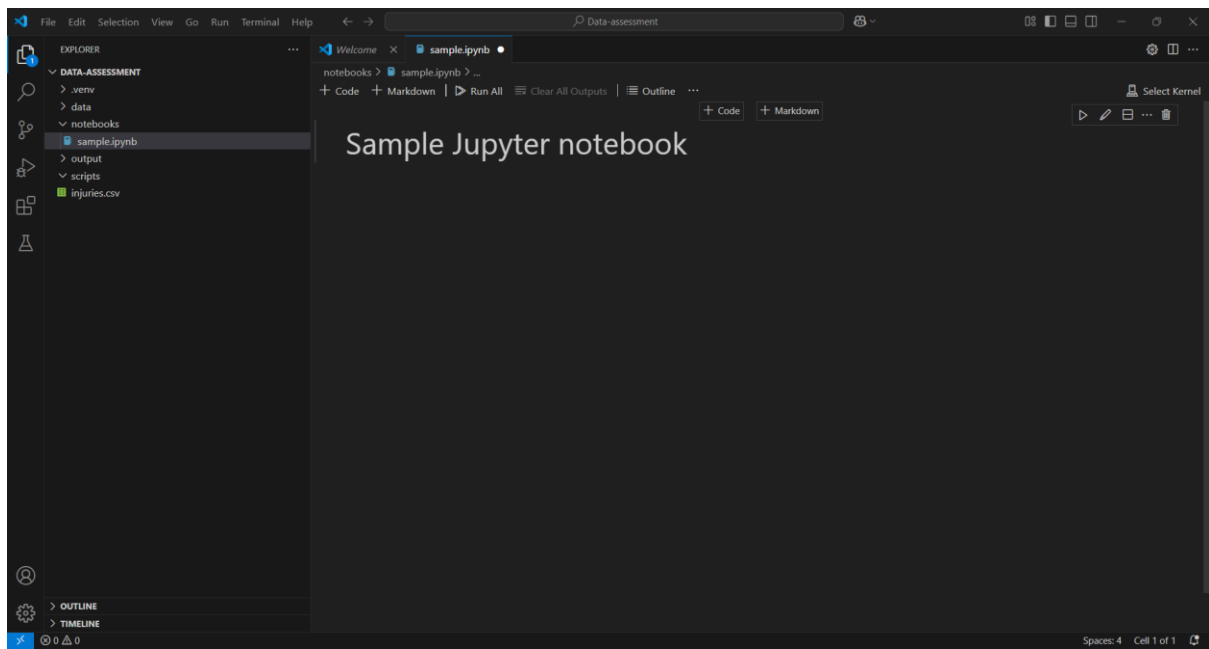 File Edit Selection View Go Run Terminal Help
Data-assessment
EXPLORER
Welcome
sample.ipynb
1
DATA-ASSESSMENT
notebooks > sample.ipynb > ...
.venv
+ Code + Markdown | Run All Clear All Outputs | Outline ...
Select Kernel
data
+ Code + Markdown
notebooks
sample.ipynb
Sample Jupyter notebook
output
scripts
injuries.csv
OUTLINE
TIMELINE
0 0
Spaces: 4 Cell 1 of 1